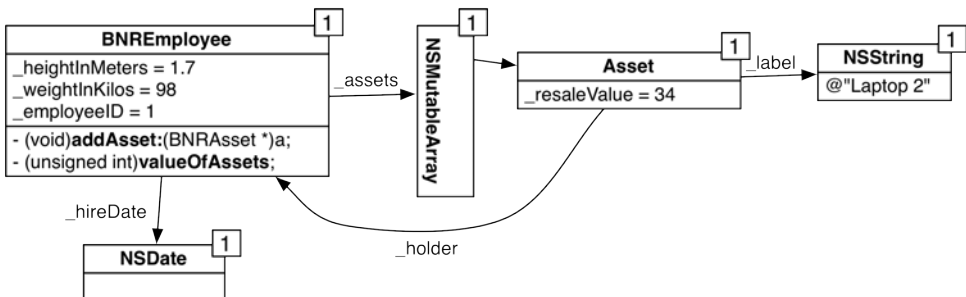 1
BNREmployee
_heightInMeters = 1.7
_weightInKilos = 98
_employeeID = 1
- (void)addAsset:(BNRAsset *)a;
- (unsigned int)valueOfAssets;
_assets
1
NSMutableArray
1
Asset
_resaleValue = 34
_label
1
NSString
@"Laptop 2"
_hireDate
_holder
1
NSDate